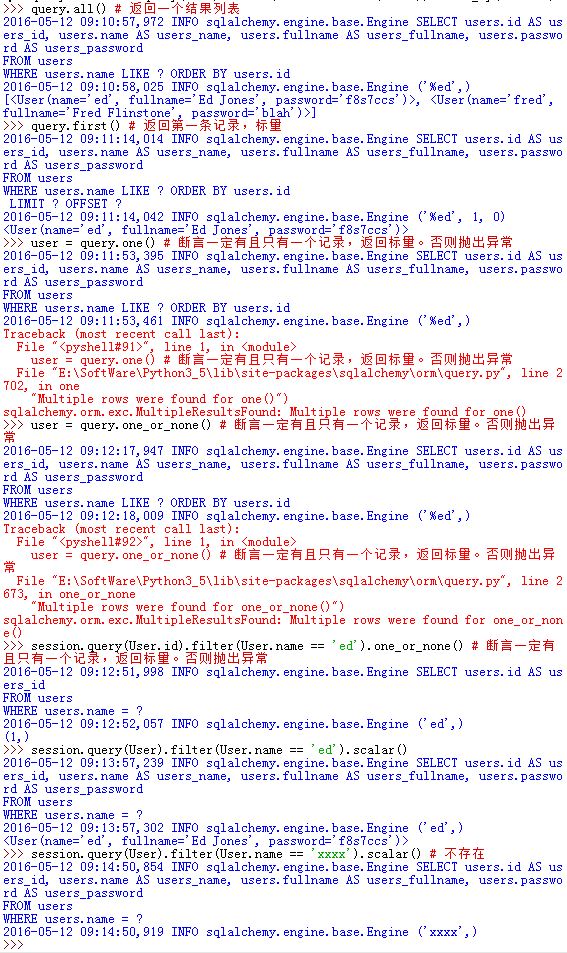 >>> query.all() # 返回一个结果列表
2016-05-12 09:10:57,972 INFO sqlalchemy.engine.base.Engine SELECT users.id AS us
ers_id, users.name AS users_name, users.fullname AS users_fullname, users.passwo
rd AS users_password
FROM users
WHERE users.name LIKE ? ORDER BY users.id
2016-05-12 09:10:58,025 INFO sqlalchemy.engine.base.Engine ('%ed',)
[<User(name='ed', fullname='Ed Jones', password='f8s7ccs')>, <User(name='fred',
fullname='Fred Flinstone', password='blah')>]
>>> query.first() # 返回第一条记录，标量
2016-05-12 09:11:14,014 INFO sqlalchemy.engine.base.Engine SELECT users.id AS us
ers_id, users.name AS users_name, users.fullname AS users_fullname, users.passwo
rd AS users_password
FROM users
WHERE users.name LIKE ? ORDER BY users.id
LIMIT ? OFFSET ?
2016-05-12 09:11:14,042 INFO sqlalchemy.engine.base.Engine ('%ed', 1, 0)
<User(name='ed', fullname='Ed Jones', password='f8s7ccs')>
>>> user = query.one() # 断言一定有且只有一个记录，返回标量。否则抛出异常
2016-05-12 09:11:53,395 INFO sqlalchemy.engine.base.Engine SELECT users.id AS us
ers_id, users.name AS users_name, users.fullname AS users_fullname, users.passwo
rd AS users_password
FROM users
WHERE users.name LIKE ? ORDER BY users.id
2016-05-12 09:11:53,461 INFO sqlalchemy.engine.base.Engine ('%ed',)
Traceback (most recent call last):
File "<pyshell#91>", line 1, in <module>
user = query.one() # 断言一定有且只有一个记录，返回标量。否则抛出异常
File "E:\SoftWare\Python3_5\lib\site-packages\sqlalchemy\orm\query.py", line 2
702, in one
"Multiple rows were found for one()")
sqlalchemy.orm.exc.MultipleResultsFound: Multiple rows were found for one()
>>> user = query.one_or_none() # 断言一定有且只有一个记录，返回标量。否则抛出异
常
2016-05-12 09:12:17,947 INFO sqlalchemy.engine.base.Engine SELECT users.id AS us
ers_id, users.name AS users_name, users.fullname AS users_fullname, users.passwo
rd AS users_password
FROM users
WHERE users.name LIKE ? ORDER BY users.id
2016-05-12 09:12:18,009 INFO sqlalchemy.engine.base.Engine ('%ed',)
Traceback (most recent call last):
File "<pyshell#92>", line 1, in <module>
user = query.one_or_none() # 断言一定有且只有一个记录，返回标量。否则抛出异
常
File "E:\SoftWare\Python3_5\lib\site-packages\sqlalchemy\orm\query.py", line 2
673, in one_or_none
"Multiple rows were found for one_or_none()")
sqlalchemy.orm.exc.MultipleResultsFound: Multiple rows were found for one_or_non
e()
>>> session.query(User.id).filter(User.name == 'ed').one_or_none() # 断言一定有
且只有一个记录，返回标量。否则抛出异常
2016-05-12 09:12:51,998 INFO sqlalchemy.engine.base.Engine SELECT users.id AS us
ers_id
FROM users
WHERE users.name = ?
2016-05-12 09:12:52,057 INFO sqlalchemy.engine.base.Engine ('ed',)
(1,)
>>> session.query(User).filter(User.name == 'ed').scalar()
2016-05-12 09:13:57,239 INFO sqlalchemy.engine.base.Engine SELECT users.id AS us
ers_id, users.name AS users_name, users.fullname AS users_fullname, users.passwo
rd AS users_password
FROM users
WHERE users.name = ?
2016-05-12 09:13:57,302 INFO sqlalchemy.engine.base.Engine ('ed',)
<User(name='ed', fullname='Ed Jones', password='f8s7ccs')>
>>> session.query(User).filter(User.name == 'xxxx').scalar() # 不存在
2016-05-12 09:14:50,854 INFO sqlalchemy.engine.base.Engine SELECT users.id AS us
ers_id, users.name AS users_name, users.fullname AS users_fullname, users.passwo
rd AS users_password
FROM users
WHERE users.name = ?
2016-05-12 09:14:50,919 INFO sqlalchemy.engine.base.Engine ('xxxx',)
>>>